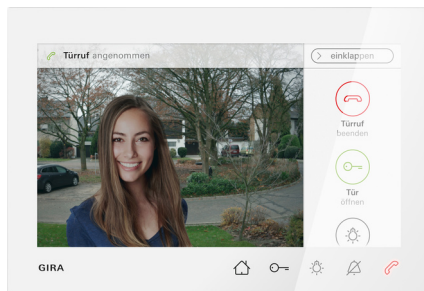 Türruf angenommen
einklappen
Türruf
beenden
Tür
öffnen
GIRA